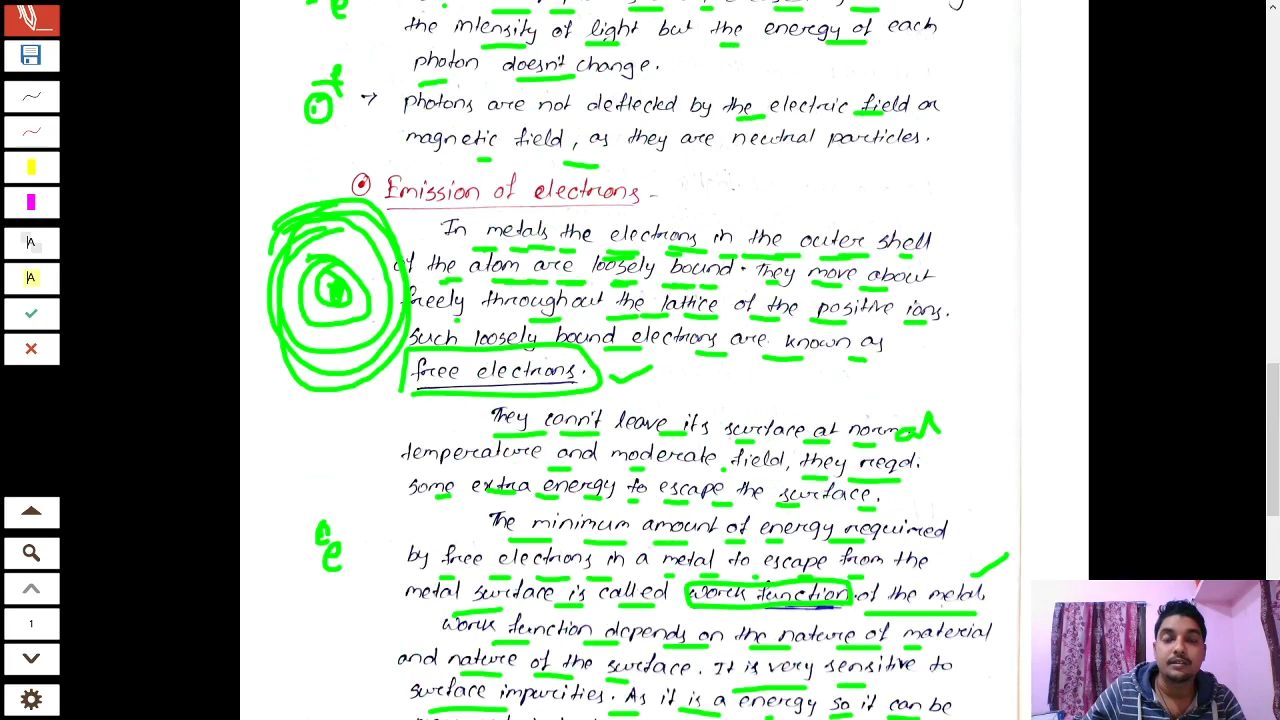 the intensity of light but the energy of each
photon doesn't change.
→ photons are not deflected by the electric field or
magnetic field, as they are neutral particles.
Emission of electrons -
In metals the electrons in the outer shell
of the atom are loosely bound. They move about
freely throughout the lattice of the positive ions.
Such loosely bound electrons are known as
free electrons.
They conn't leave its surface at normal
temperature and moderate field, they reqd.
some extra energy to escape the surface.
The minimum amount of energy required
by free electrons in a metal to escape from the
metal surface is called work function of the metal.
work function depends on the nature of material
and nature of the surface. It is very sensitive to
surface impurities. As it is a energy so it can be
e
A
A
1